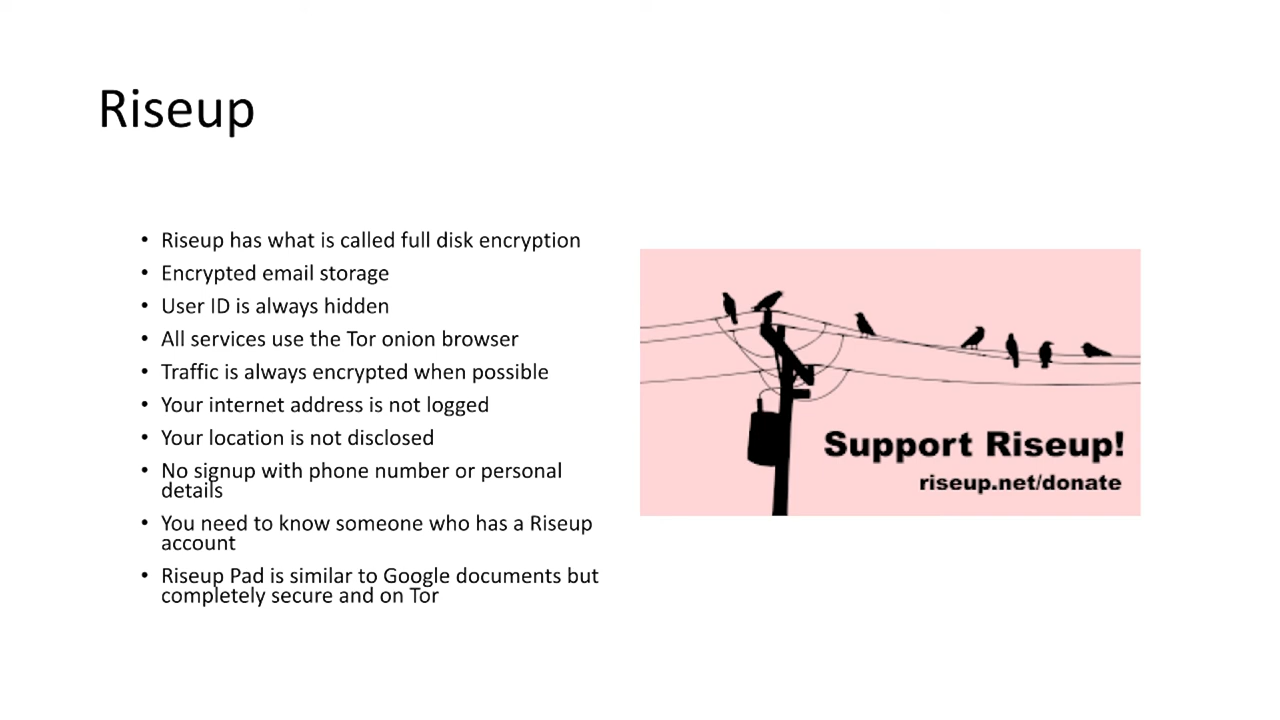 Riseup
• Riseup has what is called full disk encryption
• Encrypted email storage
• User ID is always hidden
• All services use the Tor onion browser
• Traffic is always encrypted when possible
• Your internet address is not logged
• Your location is not disclosed
• No signup with phone number or personal
details
• You need to know someone who has a Riseup
account
• Riseup Pad is similar to Google documents but
completely secure and on Tor
Support Riseup!
riseup.net/donate